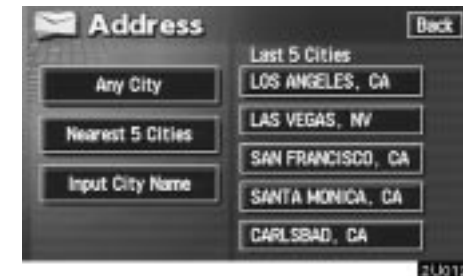 Address
Back
Last 5 Cities
Any City
LOS ANGELES, CA
LAS VEGAS, NV
Nearest 5 Cities
SAN FRANCISCO, CA
Input City Name
SANTA MONICA, CA
CARLSBAD, CA